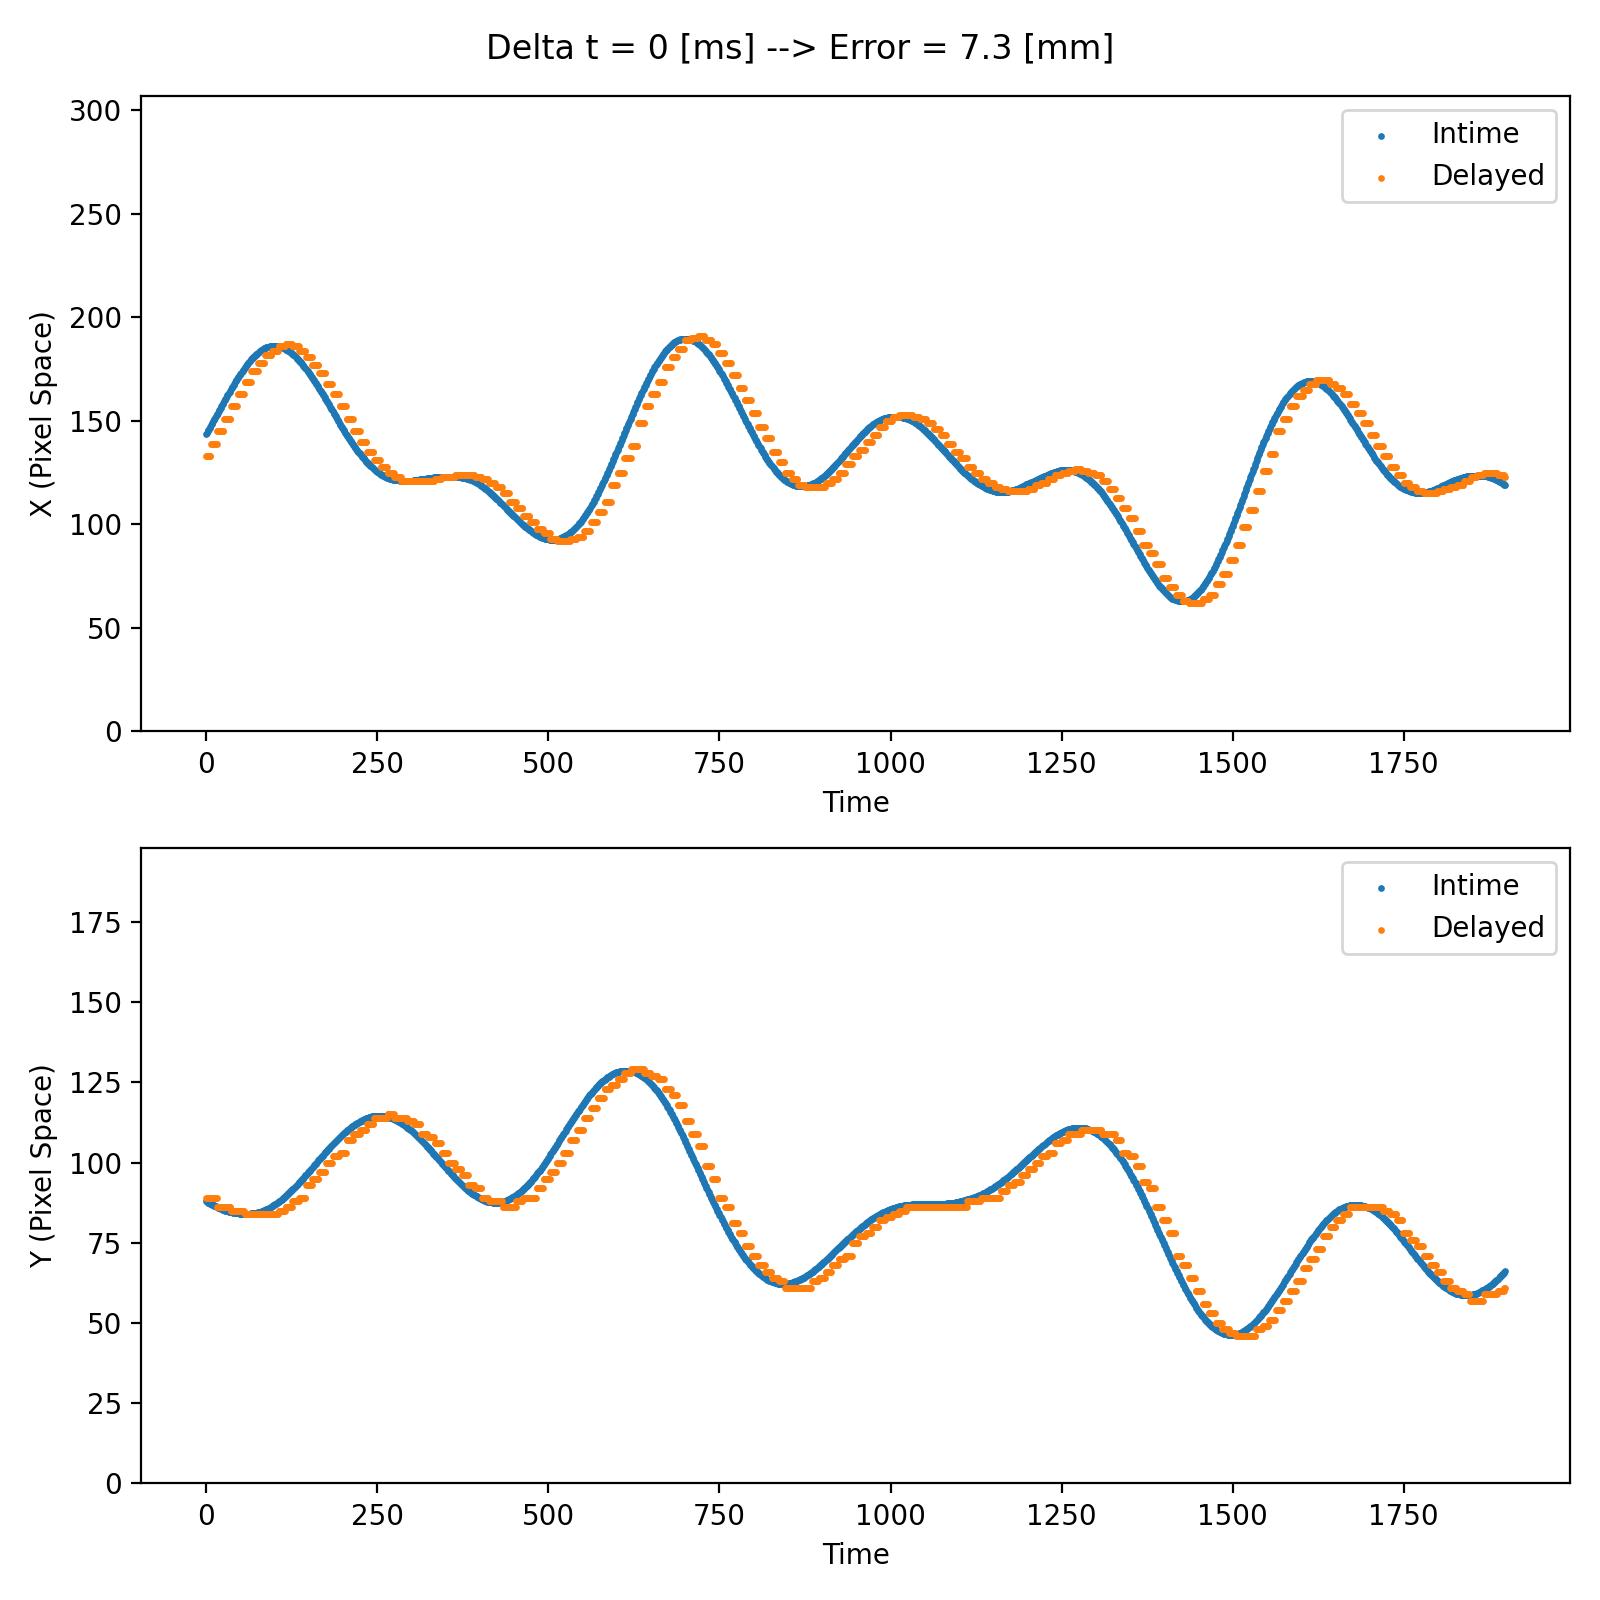 Delta t = 0 [ms] --> Error = 7.3 [mm]
300
250
200
150
100
50
0
X (Pixel Space)
Intime
Delayed
0 250 500 750 1000 1250 1500 1750
Time
175
150
125
100
75
50
25
0
Y (Pixel Space)
Intime
Delayed
0 250 500 750 1000 1250 1500 1750
Time